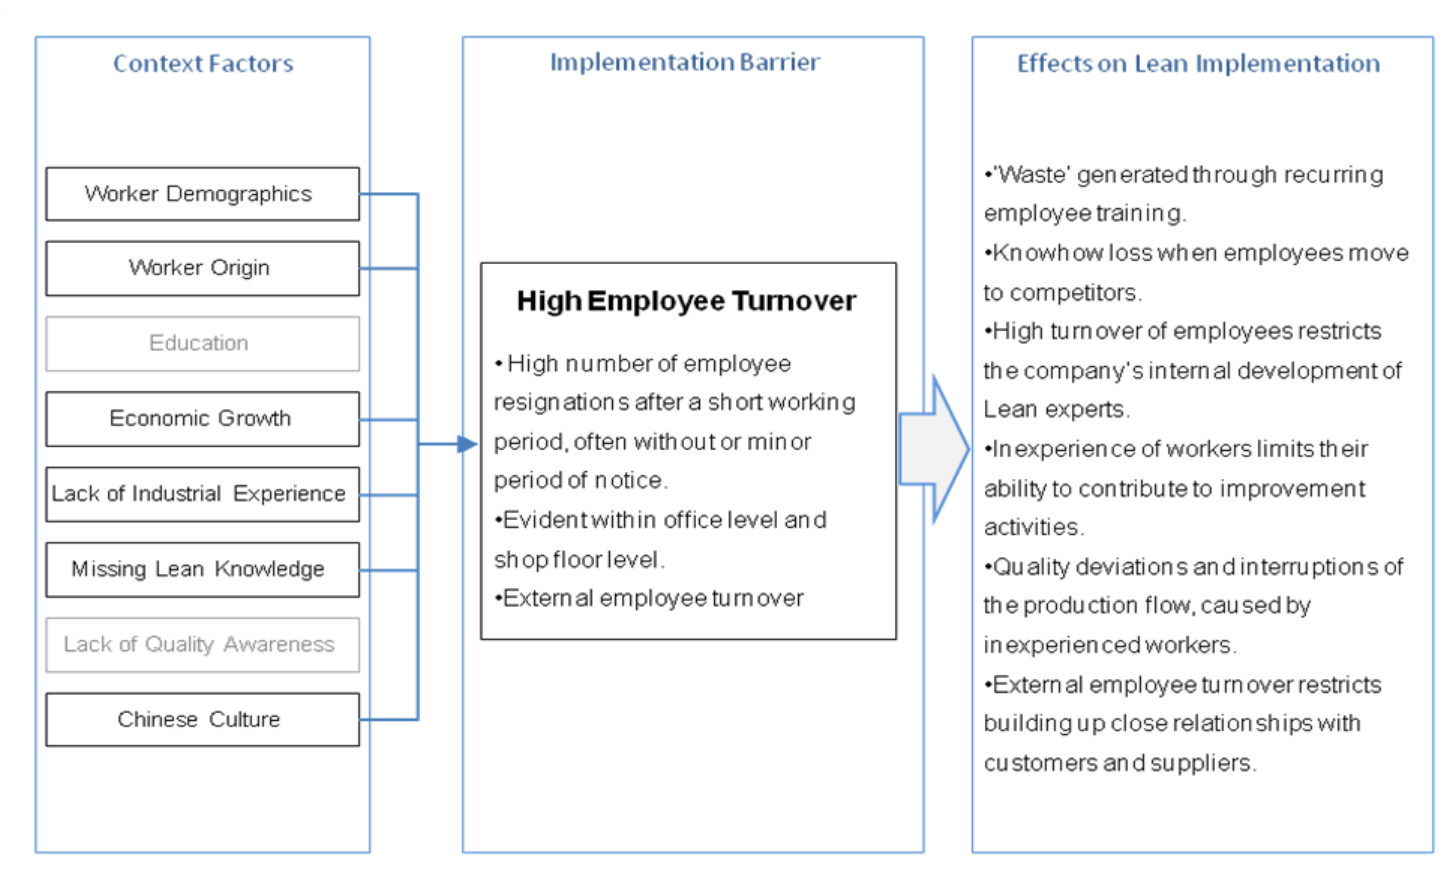 Context Factors
Worker Demographics
Worker Origin
Education
Economic Growth
Lack of Industrial Experience
Missing Lean Knowledge
Lack of Quality Awareness
Chinese Culture
Implementation Barrier
High Employee Turnover
• High number of employee
resignations after a short working
period, often without or minor
period of notice.
•Evident within office level and
shop floor level.
•External employee turnover
Effects on Lean Implementation
•'Waste' generated through recurring
employee training.
•Knowhow loss when employees move
to competitors.
•High turnover of employees restricts
the company's internal development of
Lean experts.
•Inexperience of workers limits their
ability to contribute to improvement
activities.
•Quality deviations and interruptions of
the production flow, caused by
inexperienced workers.
•External employee turnover restricts
building up close relationships with
customers and suppliers.